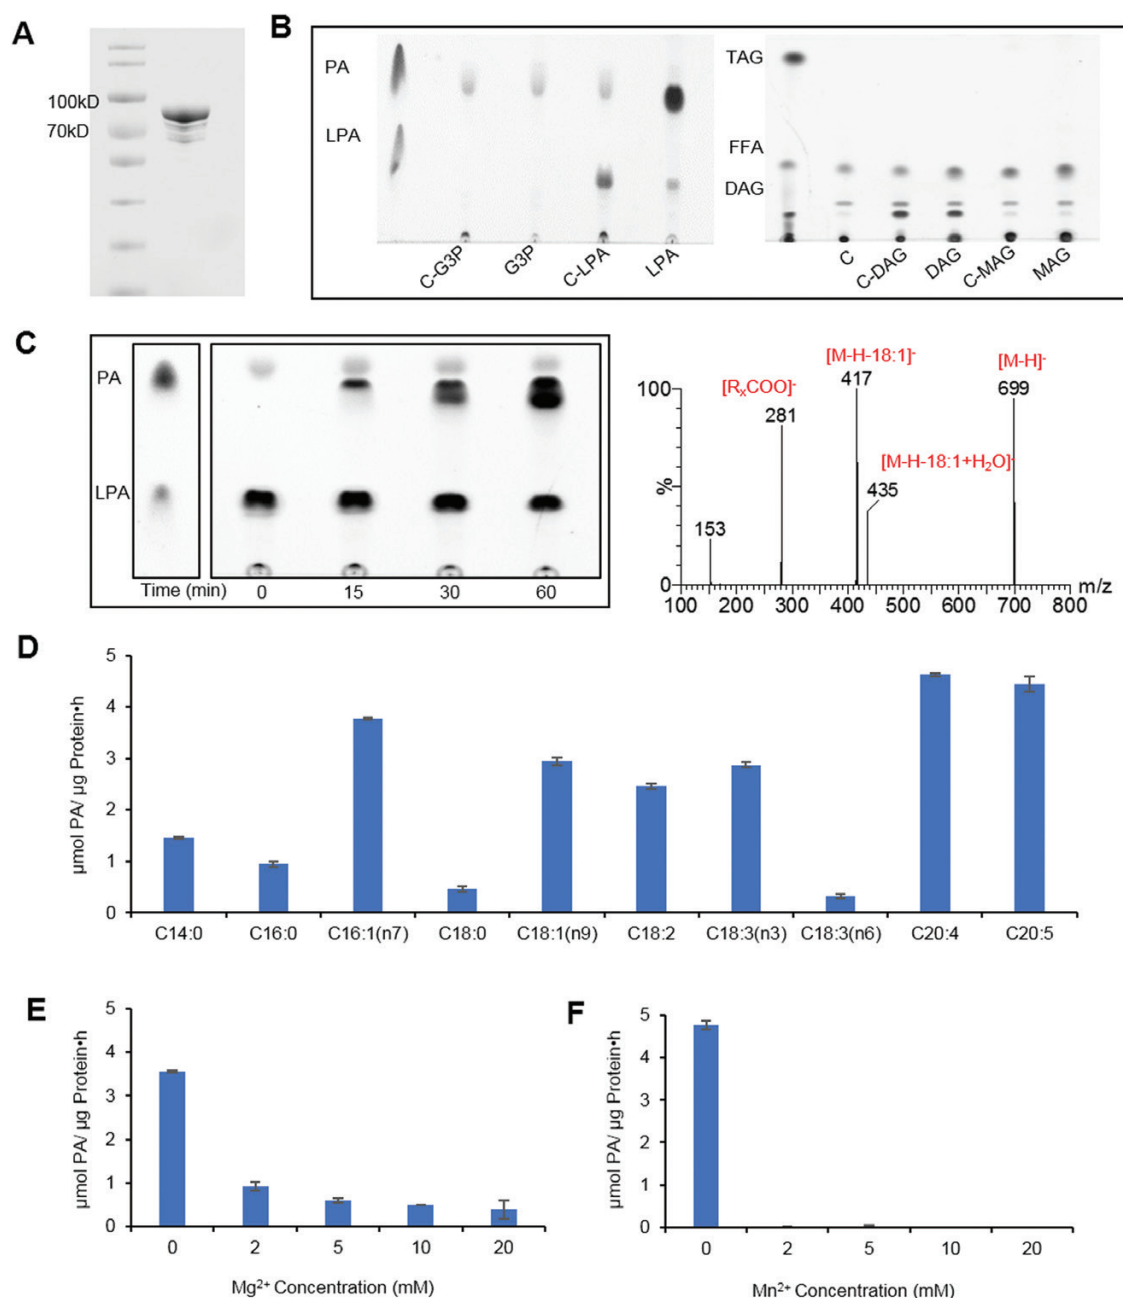 A
100kD
70kD
B
PA
LPA
C-G3P
G3P
C-LPA
LPA
TAG
FFA
DAG
C
C-DAG
DAG
C-MAG
MAG
C
PA
LPA
Time (min)
0 15 30 60
[M-H-18:1]-
[M-H]-
[RxCOO]-
417
699
281
[M-H-18:1+H₂O]-
435
153
100
%
0
100 200 300 400 500 600 700 800
m/z
D
µmol PA/ µg Protein•h
5
4
3
2
1
0
C14:0 C16:0 C16:1(n7) C18:0 C18:1(n9) C18:2 C18:3(n3) C18:3(n6) C20:4 C20:5
E
µmol PA/ µg Protein•h
5
4
3
2
1
0
0 2 5 10 20
Mg²⁺ Concentration (mM)
F
µmol PA/ µg Protein•h
5
4
3
2
1
0
0 2 5 10 20
Mn²⁺ Concentration (mM)